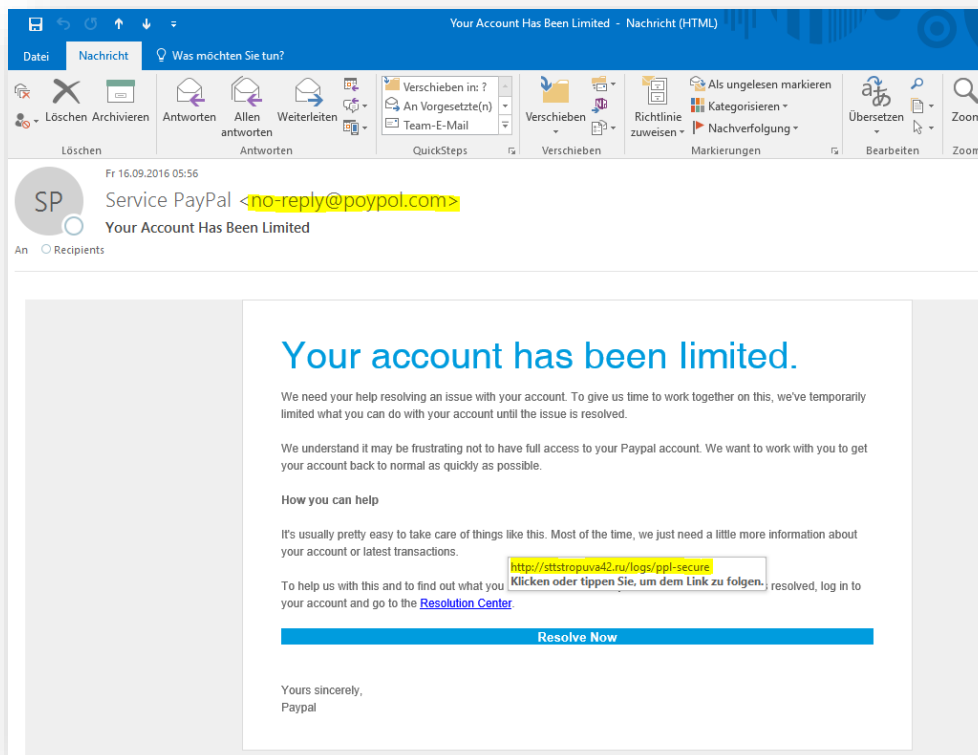 Your Account Has Been Limited - Nachricht (HTML)
Datei Nachricht Was möchten Sie tun?
Löschen Archivieren
Löschen
Antworten Allen antworten Weiterleiten
Antworten
Verschieben in: ?
An Vorgesetzte(n)
Team-E-Mail
QuickSteps
Verschieben
Verschieben
Richtlinie zuweisen
Als ungelesen markieren
Kategorisieren
Nachverfolgung
Markierungen
Übersetzen
Bearbeiten
Zoom
Zoom
Fr 16.09.2016 05:56
SP
Service PayPal <no-reply@poypol.com>
Your Account Has Been Limited
An Recipients
Your account has been limited.
We need your help resolving an issue with your account. To give us time to work together on this, we've temporarily
limited what you can do with your account until the issue is resolved.
We understand it may be frustrating not to have full access to your Paypal account. We want to work with you to get
your account back to normal as quickly as possible.
How you can help
It's usually pretty easy to take care of things like this. Most of the time, we just need a little more information about
your account or latest transactions.
http://sttstropuva42.ru/logs/ppl-secure
Klicken oder tippen Sie, um dem Link zu folgen.
To help us with this and to find out what you resolved, log in to
your account and go to the Resolution Center.
Resolve Now
Yours sincerely,
Paypal